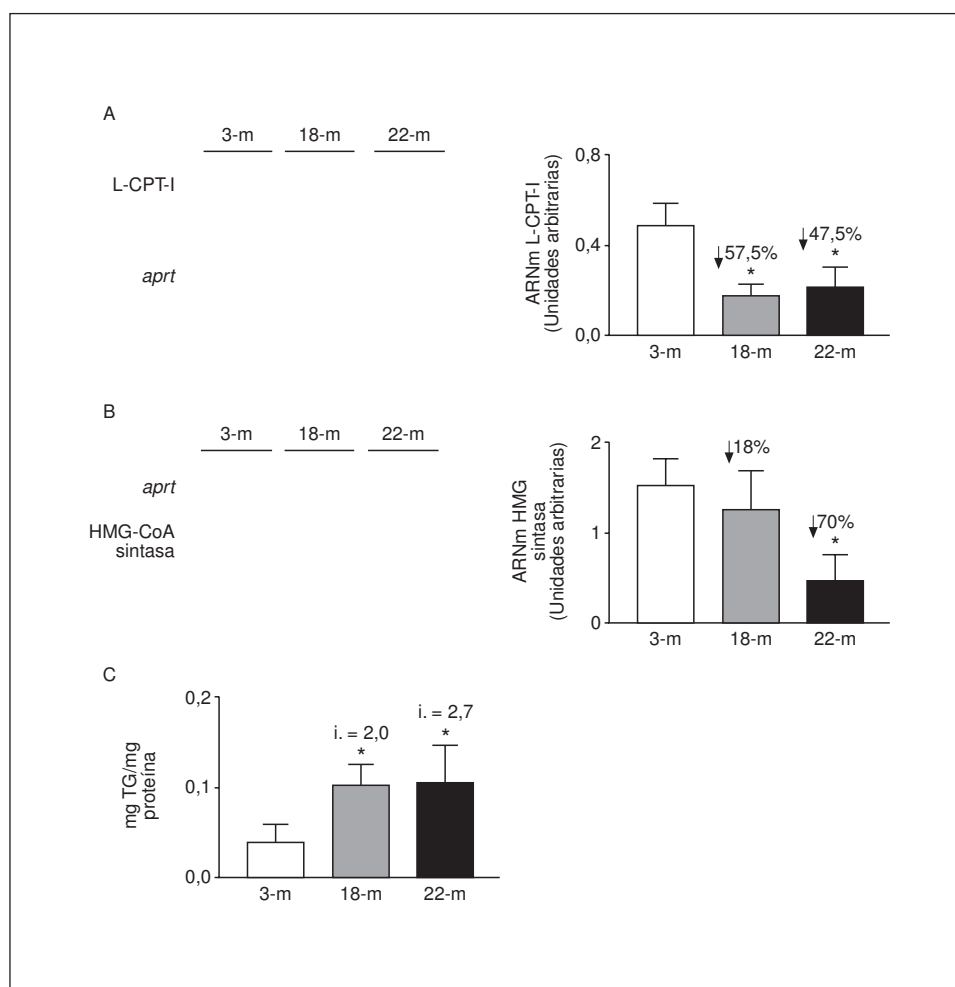 A
3-m 18-m 22-m
L-CPT-I
aprt
ARNm L-CPT-I
(Unidades arbitrarias)
0,8
0,4
0,0
57,5%
*
47,5%
*
3-m 18-m 22-m
B
3-m 18-m 22-m
aprt
HMG-CoA
sintasa
ARNm HMG
sintasa
(Unidades arbitrarias)
2
1
0
18%
70%
*
3-m 18-m 22-m
C
mg TG/mg
proteína
0,2
0,1
0,0
i. = 2,0
*
i. = 2,7
*
3-m 18-m 22-m